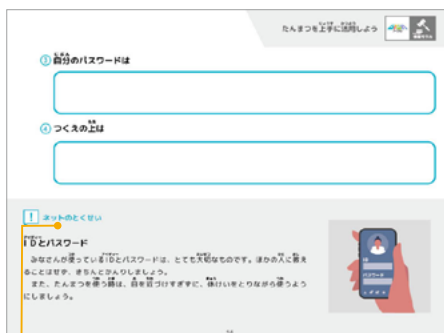 たんまつを上手に活用しよう
③自分のパスワードは
④つくえの上は
! ネットのとくせい
IDとパスワード
みなさんが使っているIDとパスワードは、とても大切なものです。ほかの人に教え
ることはせず、きちんとかんりしましょう。
また、たんまつを使う時は、目を近づけすぎずに、休けいをとりながら使うよう
にしましょう。
ID
パスワード